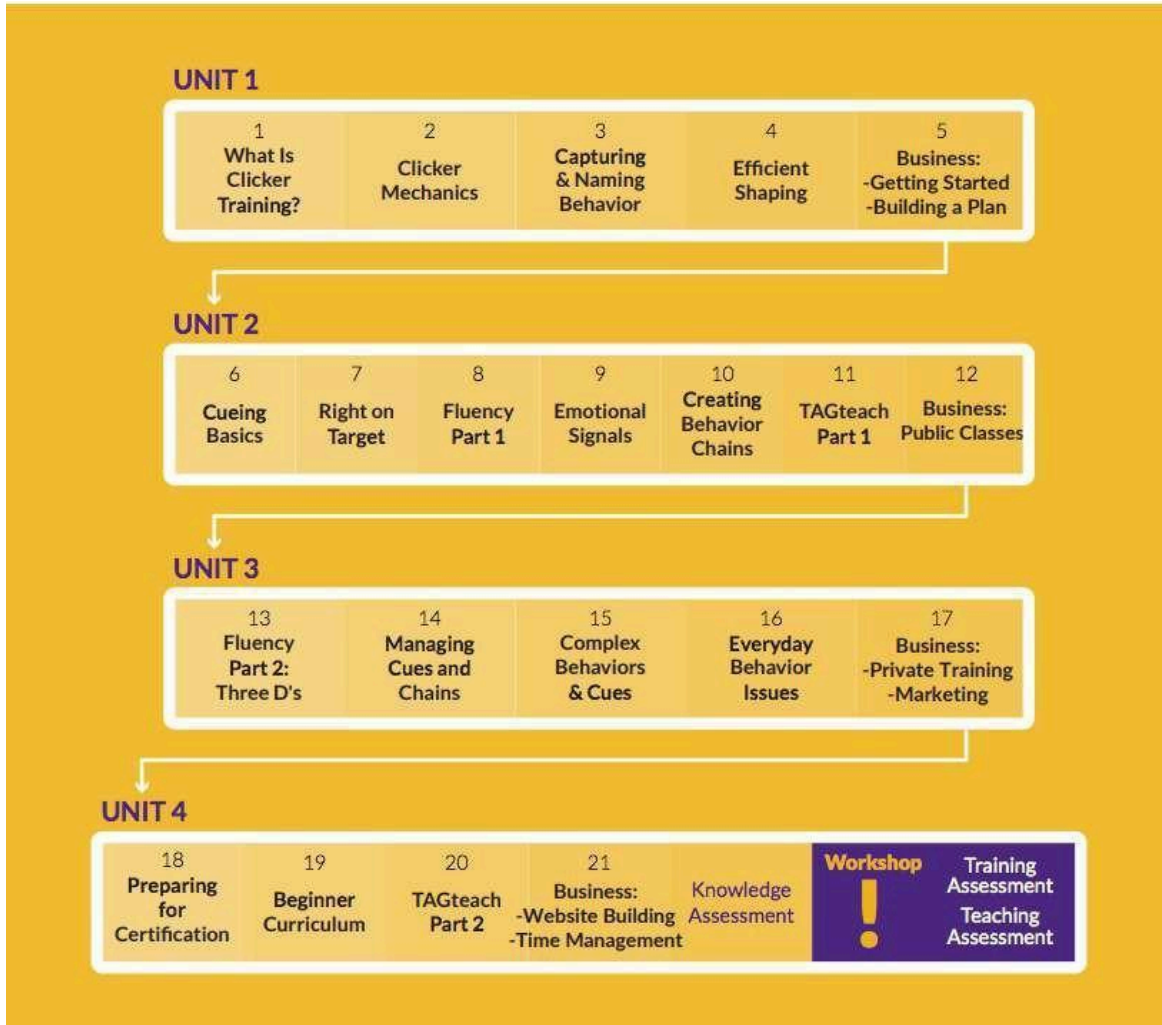 UNIT 1
1
What Is
Clicker
Training?
2
Clicker
Mechanics
3
Capturing
& Naming
Behavior
4
Efficient
Shaping
5
Business:
-Getting Started
-Building a Plan
UNIT 2
6
Cueing
Basics
7
Right on
Target
8
Fluency
Part 1
9
Emotional
Signals
10
Creating
Behavior
Chains
11
TAGteach
Part 1
12
Business:
Public Classes
UNIT 3
13
Fluency
Part 2:
Three D's
14
Managing
Cues and
Chains
15
Complex
Behaviors
& Cues
16
Everyday
Behavior
Issues
17
Business:
-Private Training
-Marketing
UNIT 4
18
Preparing
for
Certification
19
Beginner
Curriculum
20
TAGteach
Part 2
21
Business:
-Website Building
-Time Management
Knowledge
Assessment
Workshop
!
Training
Assessment
Teaching
Assessment